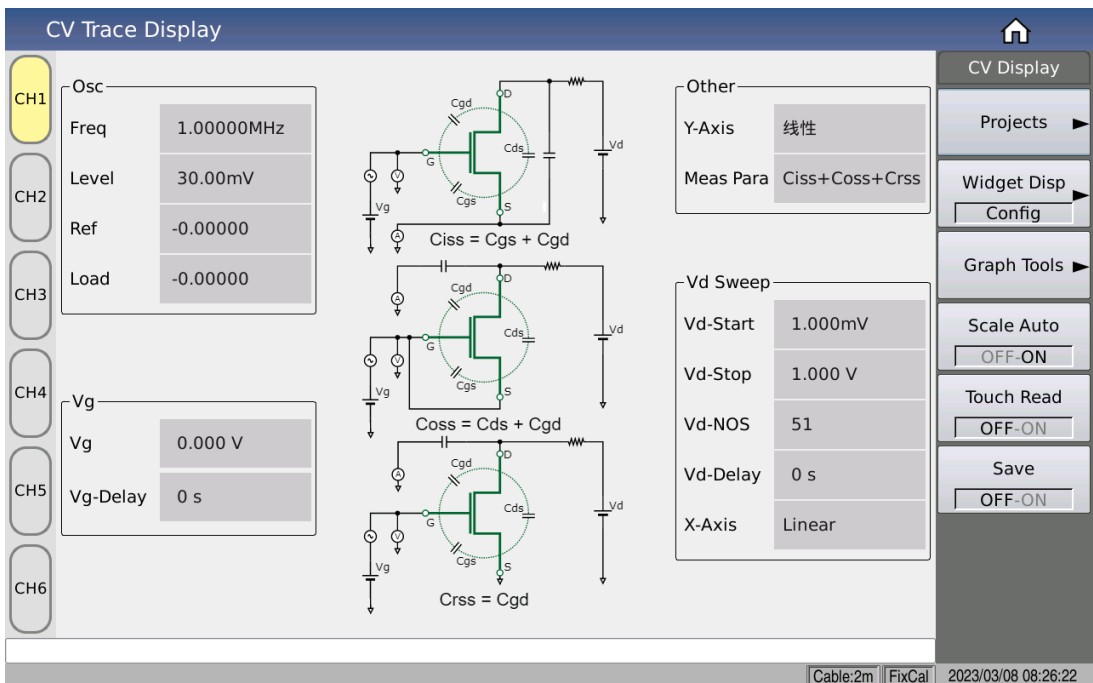 CV Trace Display
CH1
CH2
CH3
CH4
CH5
CH6
Osc
Freq 1.00000MHz
Level 30.00mV
Ref -0.00000
Load -0.00000
Vg
Vg 0.000 V
Vg-Delay 0 s
Cgd
D
Cds
Vd
G
V
Vg
Cgs
S
A
Ciss = Cgs + Cgd
Cgd
D
A
Cds
Vd
G
V
Vg
Cgs
S
Coss = Cds + Cgd
Cgd
D
A
Cds
Vd
G
V
Vg
Cgs
S
Crss = Cgd
Other
Y-Axis 线性
Meas Para Ciss+Coss+Crss
Vd Sweep
Vd-Start 1.000mV
Vd-Stop 1.000 V
Vd-NOS 51
Vd-Delay 0 s
X-Axis Linear
CV Display
Projects
Widget Disp
Config
Graph Tools
Scale Auto
OFF-ON
Touch Read
OFF-ON
Save
OFF-ON
Cable:2m FixCal 2023/03/08 08:26:22